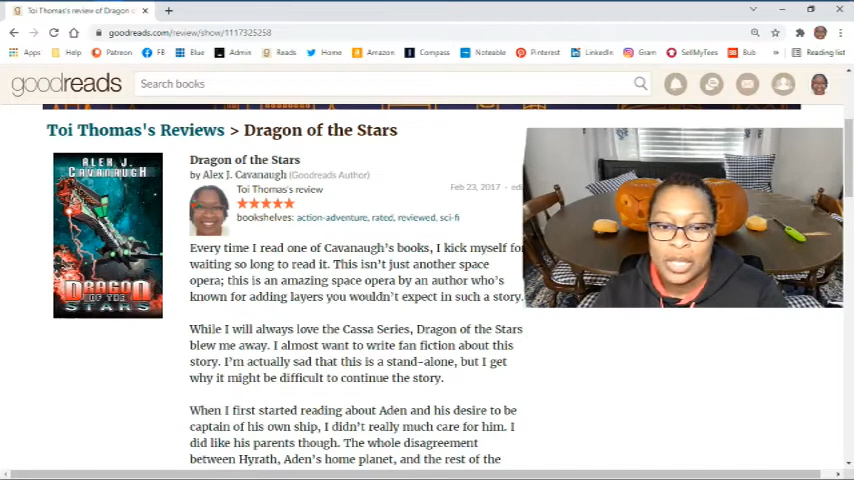 Toi Thomas's review of Dragon o
goodreads.com/review/show/1117325258
Apps
Patreon
FB
Blue
Admin
Reads
Home
Amazon
Compass
Noteable
Pinterest
LinkedIn
Gram
SellMyTees
Bub
Reading list
goodreads
Search books
Toi Thomas's Reviews > Dragon of the Stars
ALEX J.
CAVANAUGH
DRAGON
OF THE
STARS
Dragon of the Stars
by Alex J. Cavanaugh (Goodreads Author)
Toi Thomas's review
Feb 23, 2017 · edi
bookshelves: action-adventure, rated, reviewed, sci-fi
Every time I read one of Cavanaugh's books, I kick myself for
waiting so long to read it. This isn't just another space
opera; this is an amazing space opera by an author who's
known for adding layers you wouldn't expect in such a story.
While I will always love the Cassa Series, Dragon of the Stars
blew me away. I almost want to write fan fiction about this
story. I'm actually sad that this is a stand-alone, but I get
why it might be difficult to continue the story.
When I first started reading about Aden and his desire to be
captain of his own ship, I didn't really much care for him. I
did like his parents though. The whole disagreement
between Hyrath, Aden's home planet, and the rest of the